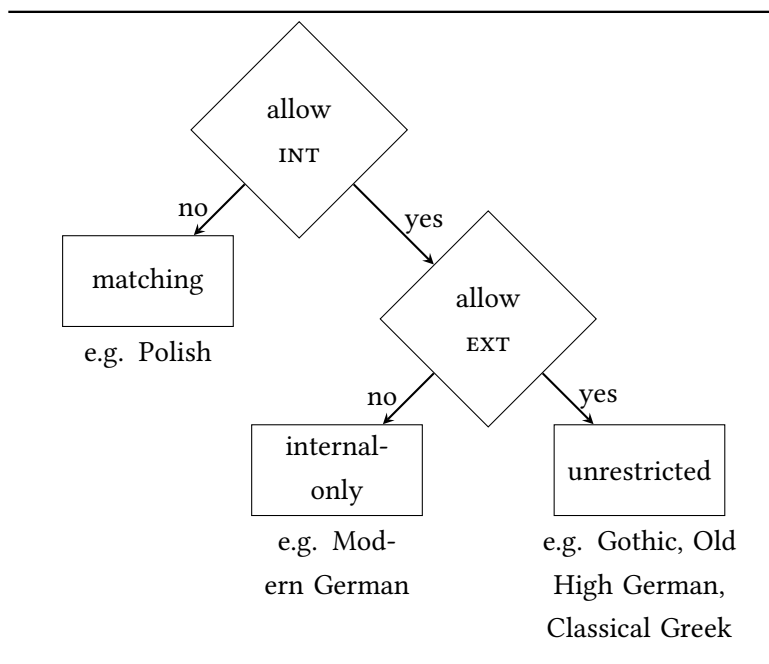 allow
INT
no
yes
matching
e.g. Polish
allow
EXT
no
yes
internal-
only
e.g. Mod-
ern German
unrestricted
e.g. Gothic, Old
High German,
Classical Greek